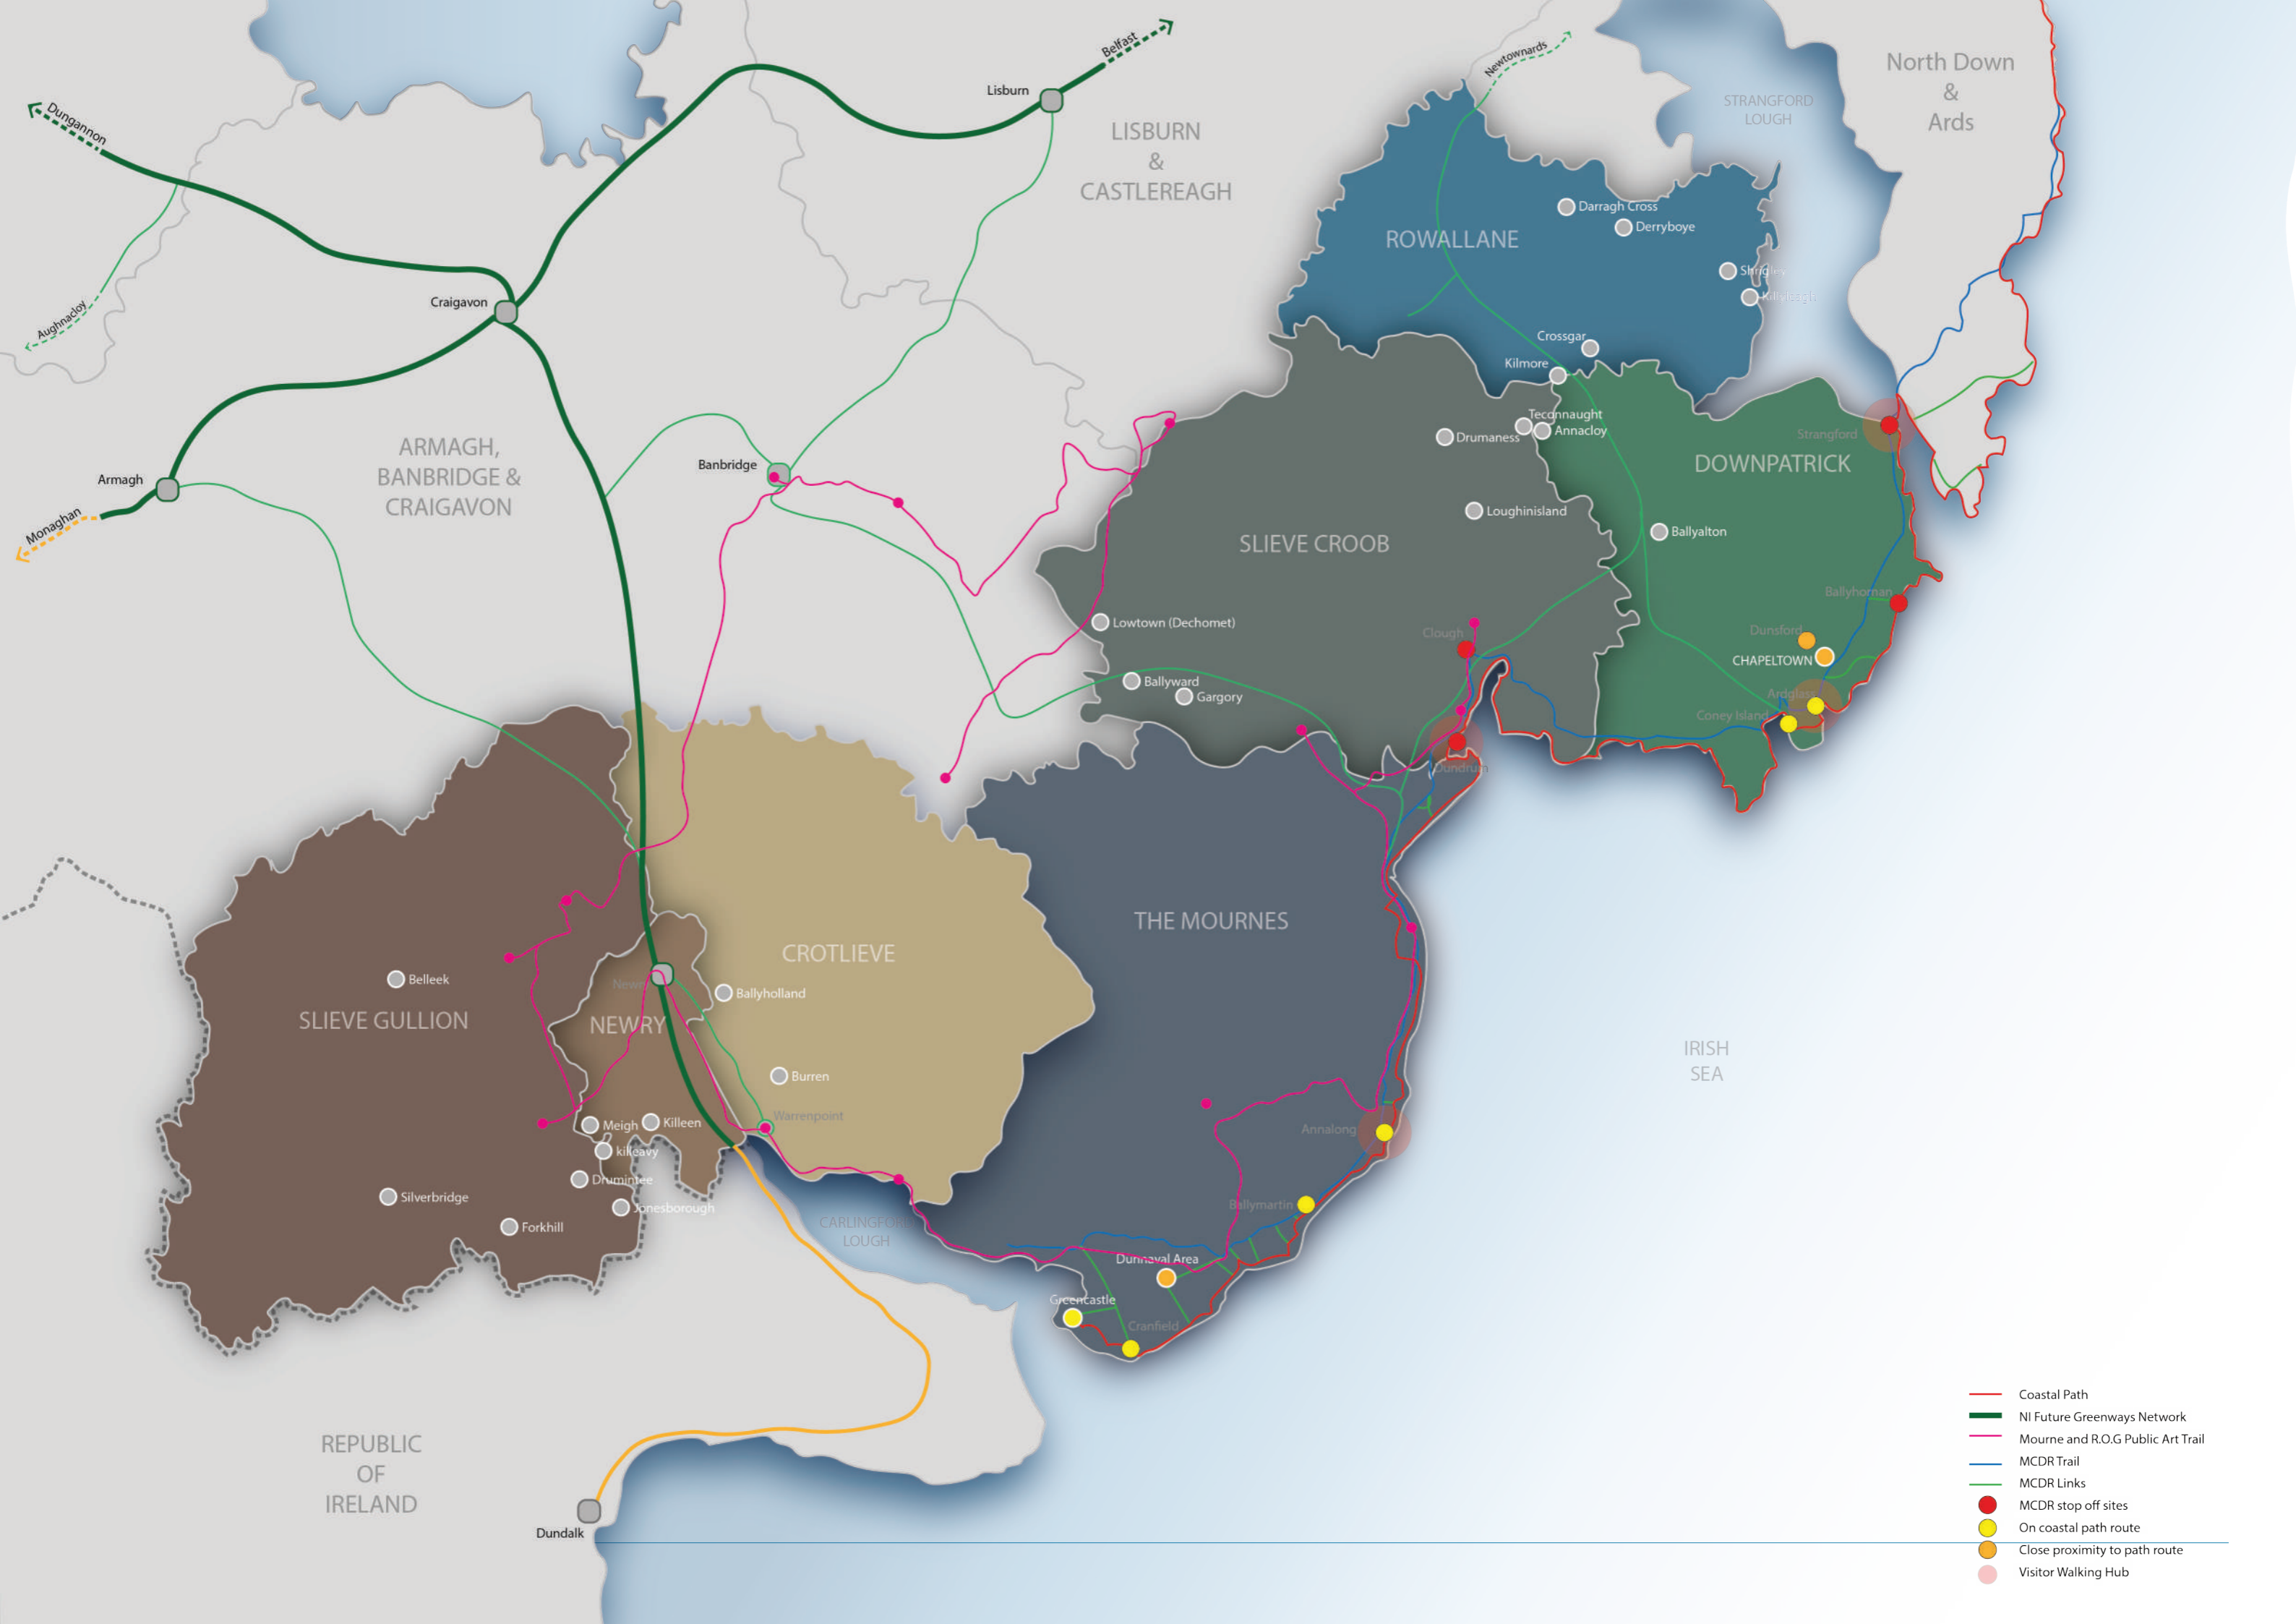 Belfast
Newtownards
North Down
&
Ards
Lisburn
STRANGFORD
LOUGH
Dungannon
LISBURN
&
CASTLEREAGH
Darragh Cross
Derryboye
ROWALLANE
Shrigley
Killyleagh
Craigavon
Aughnacloy
Crossgar
Kilmore
Teconnaught
Annacloy
Drumaness
Strangford
ARMAGH,
BANBRIDGE &
CRAIGAVON
Banbridge
DOWNPATRICK
Armagh
Monaghan
Loughinisland
Ballyalton
SLIEVE CROOB
Ballyhornan
Lowtown (Dechomet)
Clough
Dunsford
CHAPELTOWN
Ballyward
Gargory
Ardglass
Coney Island
Dundrum
THE MOURNES
CROTLIEVE
Belleek
Newry
Ballyholland
SLIEVE GULLION
NEWRY
IRISH
SEA
Burren
Warrenpoint
Meigh
Killeen
Annalong
killeavy
Drumintee
Silverbridge
Jonesborough
Ballymartin
Forkhill
CARLINGFORD
LOUGH
Dunnaval Area
Greencastle
Cranfield
REPUBLIC
OF
IRELAND
Dundalk
Coastal Path
NI Future Greenways Network
Mourne and R.O.G Public Art Trail
MCDR Trail
MCDR Links
MCDR stop off sites
On coastal path route
Close proximity to path route
Visitor Walking Hub